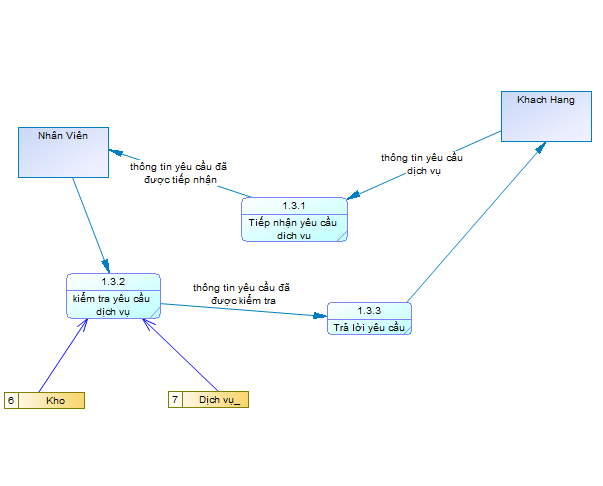 Khach Hang
Nhân Viên
thông tin yêu cầu
dịch vụ
thông tin yêu cầu đã
được tiếp nhận
1.3.1
Tiếp nhận yêu cầu
dịch vu
1.3.2
kiểm tra yêu cầu
dịch vụ
thông tin yêu cầu đã
được kiểm tra
1.3.3
Trả lời yêu cầu
6 Kho
7 Dịch vụ_